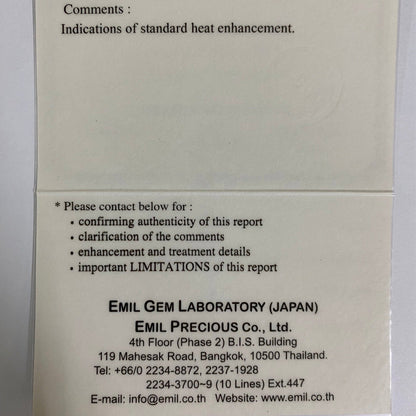 Comments :
Indications of standard heat enhancement.
* Please contact below for :
• confirming authenticity of this report
• clarification of the comments
• enhancement and treatment details
• important LIMITATIONS of this report
EMIL GEM LABORATORY (JAPAN)
EMIL PRECIOUS Co., Ltd.
4th Floor (Phase 2) B.I.S. Building
119 Mahesak Road, Bangkok, 10500 Thailand.
Tel: +66/0 2234-8872, 2237-1928
2234-3700~9 (10 Lines) Ext.447
E-mail: info@emil.co.th Website: www.emil.co.th